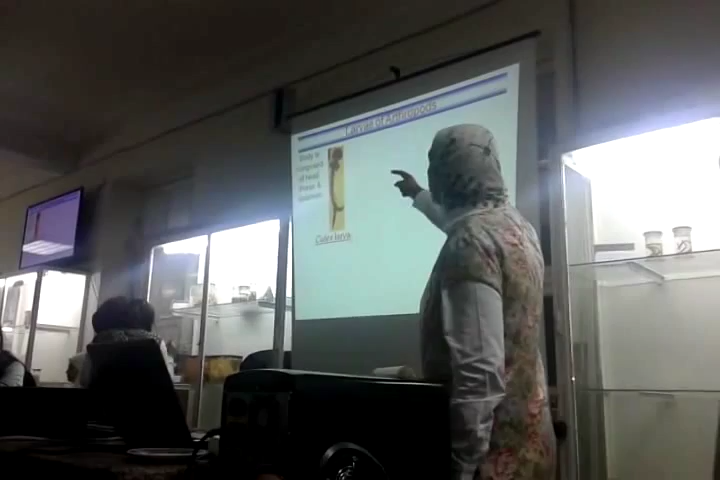 Larvae of Arthropods
Body is
composed
of Head,
thorax &
abdomen.
Culex larva